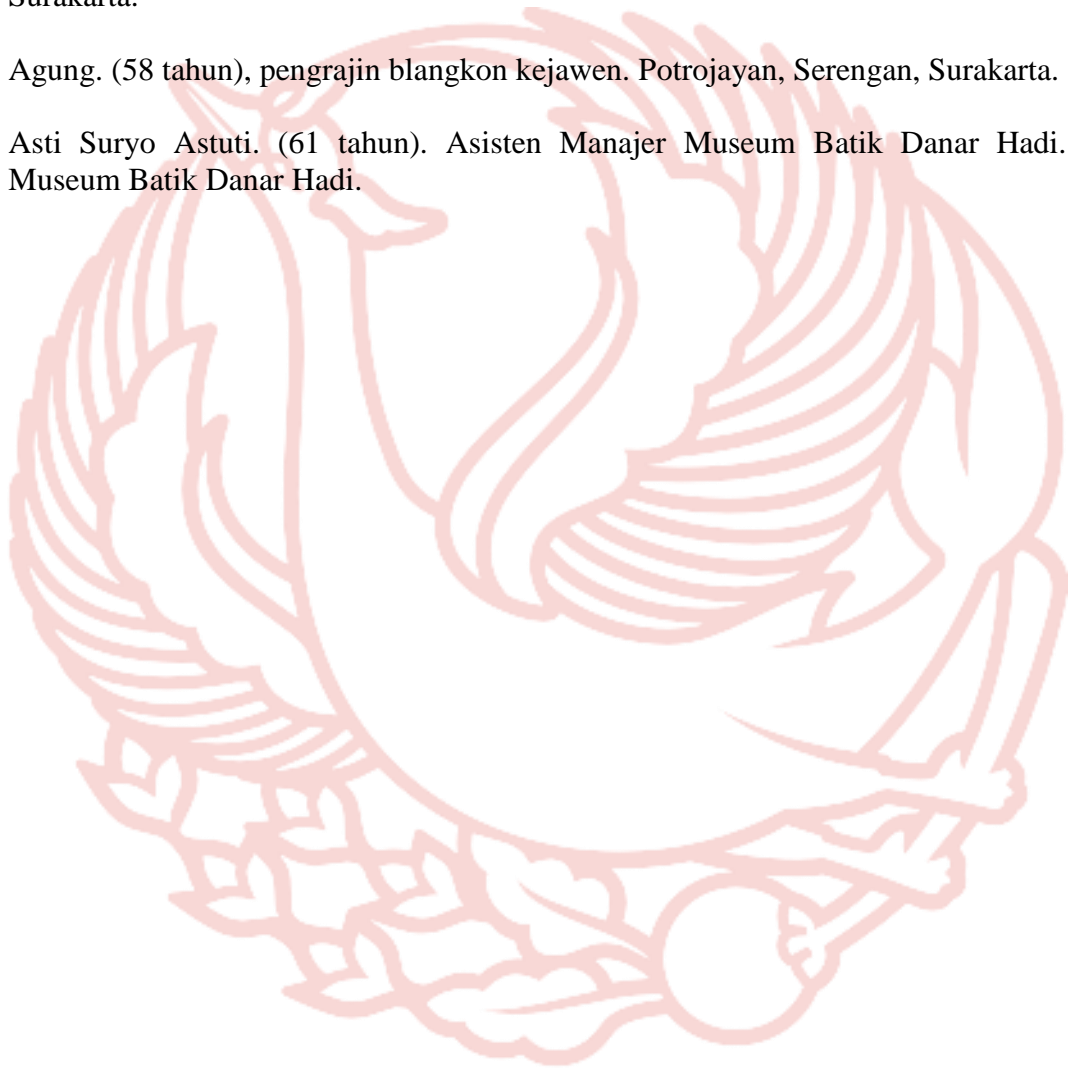 Surakarta.
Agung. (58 tahun), pengrajin blangkon kejawen. Potrojayan, Serengan, Surakarta.
Asti Suryo Astuti. (61 tahun). Asisten Manajer Museum Batik Danar Hadi.
Museum Batik Danar Hadi.